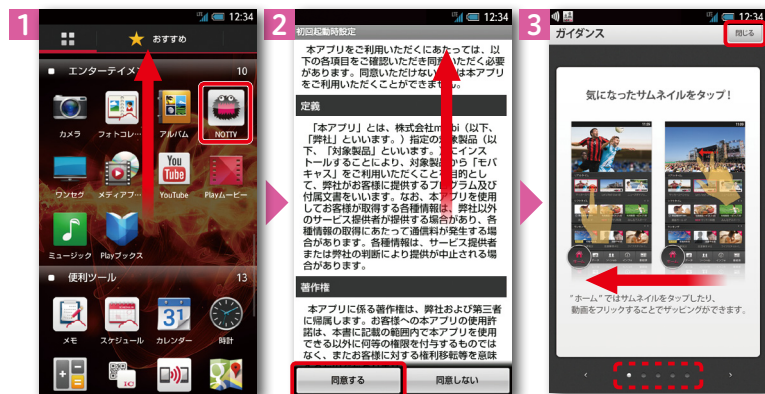 1
12:34
おすすめ
エンターテイメ
10
カメラ
フォトコレ…
アルバム
NOTTV
ワンセグ
メディアプ…
YouTube
Playムービー
ミュージック
Playブックス
便利ツール
13
31
メモ
スケジュール
カレンダー
時計
2
12:34
初回起動時設定
本アプリをご利用いただくにあたっては、以
下の各項目をご確認いただき同
いただく必要
があります。同意いただけない
は本アプリ
をご利用いただくことができま
ん。
定義
「本アプリ」とは、株式会社m
bi（以下、
「弊社」といいます。）指定の
象製品（以
下、「対象製品」といいます。
にインス
トールすることにより、対象製品
から「モバ
キャス」をご利用いただくこと
目的とし
て、弊社がお客様に提供するプ
グラム及び
付属文書をいいます。なお、本アプリを使用
してお客様が取得する各種情報は、弊社以外
のサービス提供者が提供する場合があり、各
種情報の取得にあたって通信料が発生する場
合があります。各種情報は、サービス提供者
または弊社の判断により提供が中止される場
合があります。
著作権
本アプリに係る著作権は、弊社および第三者
に帰属します。お客様への本アプリの使用許
諾は、本書に記載の範囲内で本アプリを使用
できる以外に何等の権限を付与するものでは
なく、またお客様に対する権利移転等を意味
同意する
同意しない
3
12:34
ガイダンス
閉じる
気になったサムネイルをタップ！
"ホーム"ではサムネイルをタップしたり、
動画をフリックすることでザッピングができます。